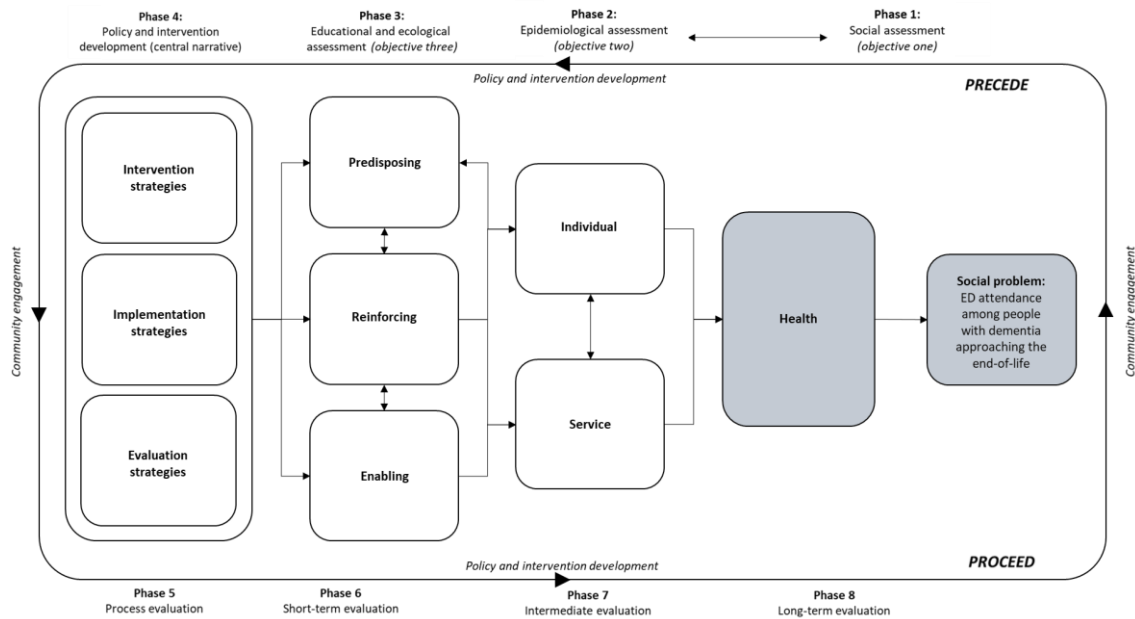 Phase 4:
Policy and intervention
development (central narrative)
Phase 3:
Educational and ecological
assessment (objective three)
Phase 2:
Epidemiological assessment
(objective two)
Phase 1:
Social assessment
(objective one)
Policy and intervention development
PRECEDE
Community engagement
Intervention
strategies
Implementation
strategies
Evaluation
strategies
Predisposing
Reinforcing
Enabling
Individual
Service
Health
Social problem:
ED attendance
among people
with dementia
approaching the
end-of-life
Community engagement
PROCEED
Policy and intervention development
Phase 5
Process evaluation
Phase 6
Short-term evaluation
Phase 7
Intermediate evaluation
Phase 8
Long-term evaluation